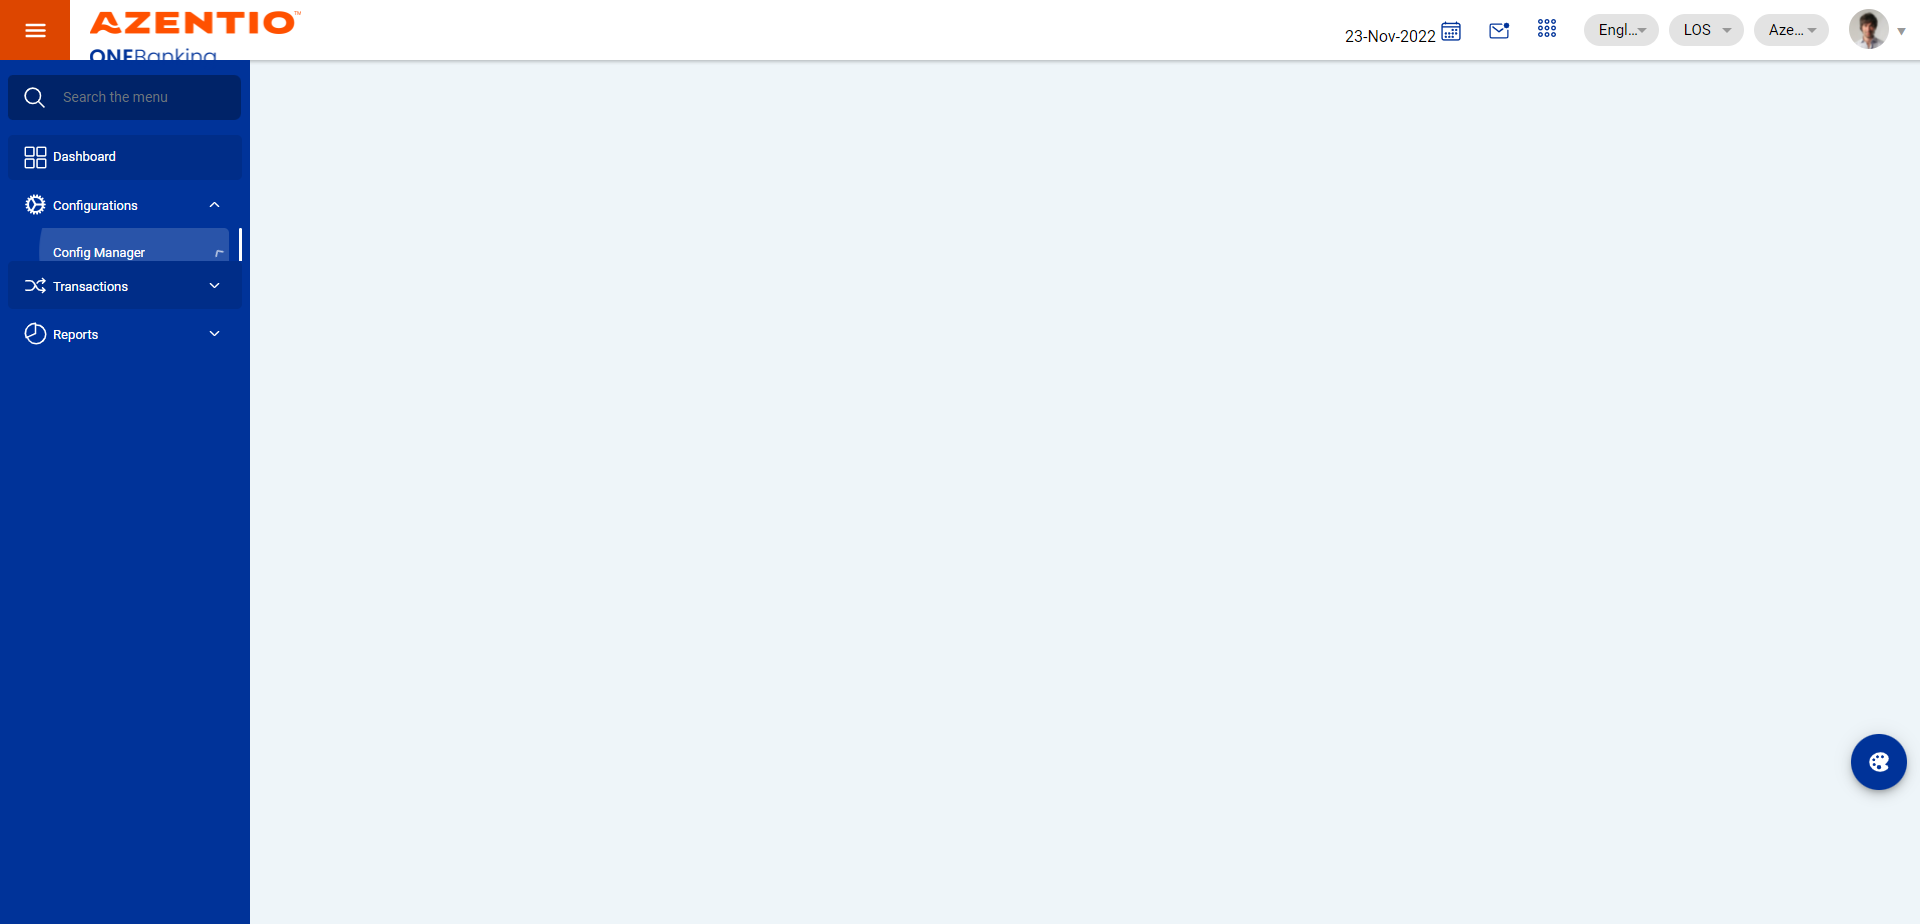 AZENTIO™
ONEBanking
23-Nov-2022
Engl...
LOS
Aze...
Search the menu
Dashboard
Configurations
Config Manager
Transactions
Reports